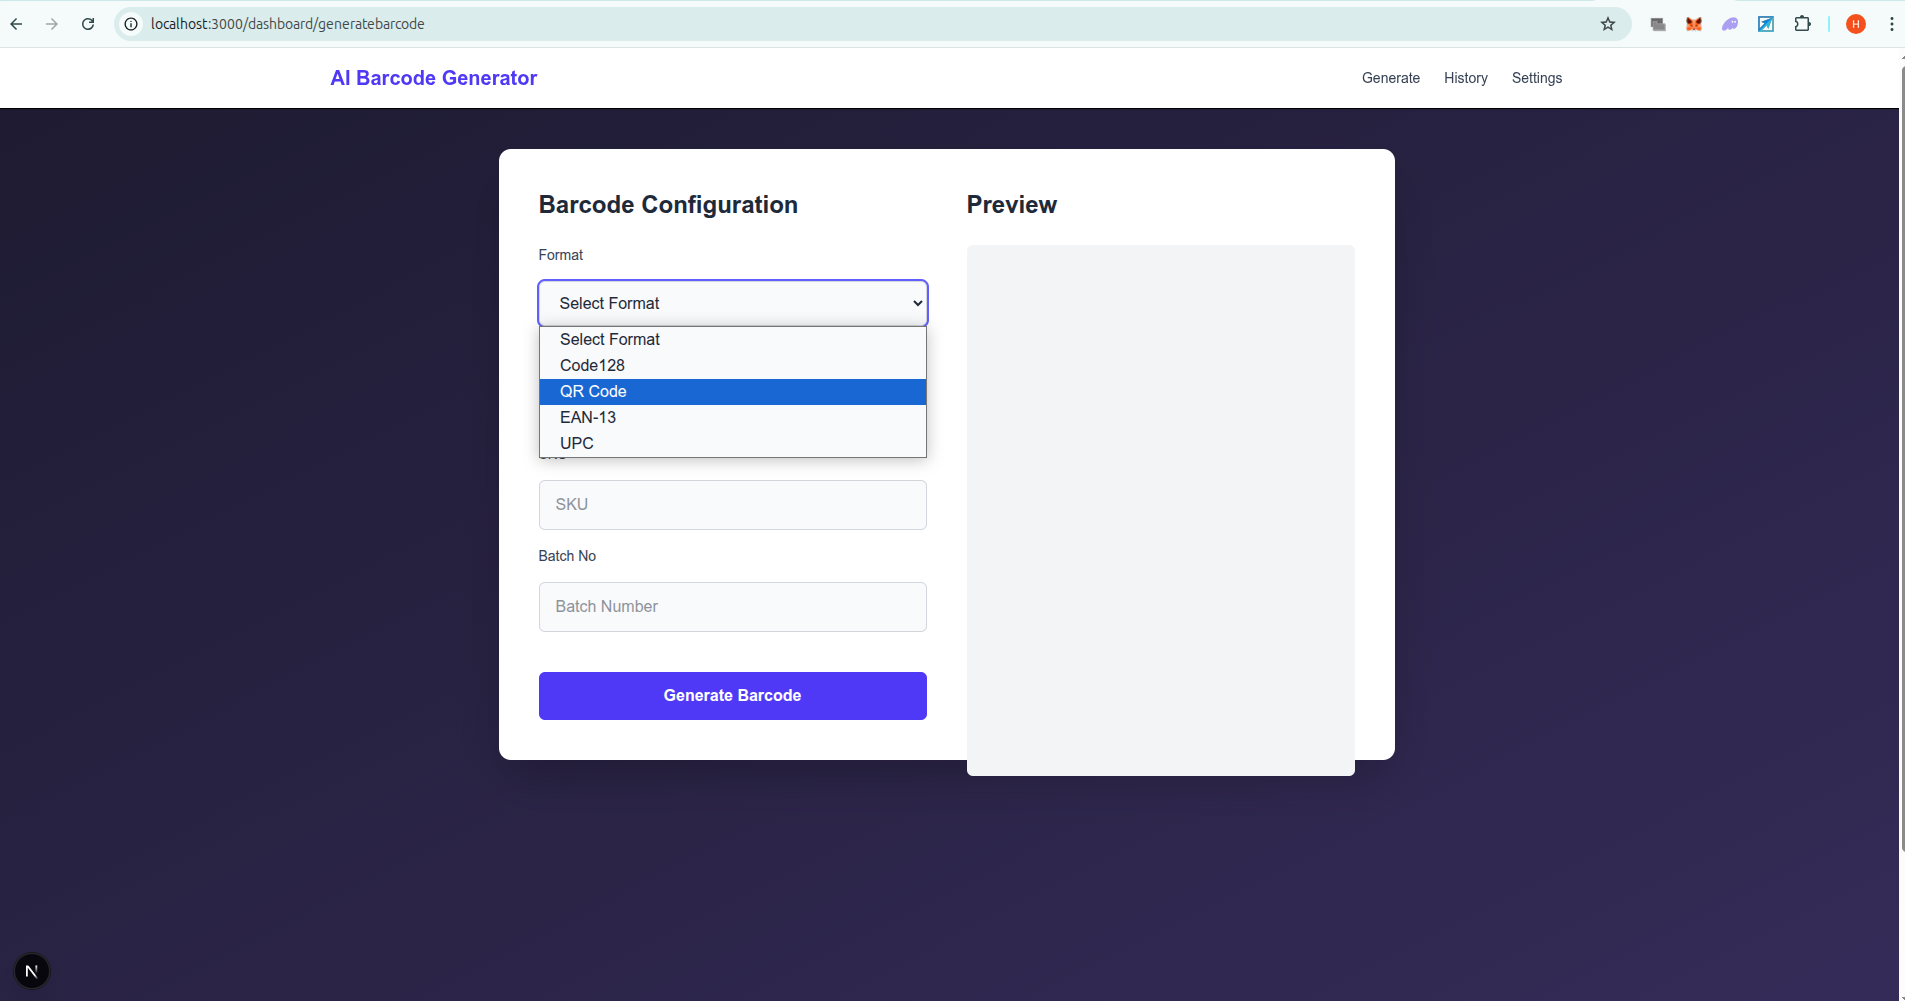 localhost:3000/dashboard/generatebarcode
H
AI Barcode Generator
Generate
History
Settings
Barcode Configuration
Preview
Format
Select Format
Select Format
Code128
QR Code
EAN-13
UPC
SKU
Batch No
Batch Number
Generate Barcode
N